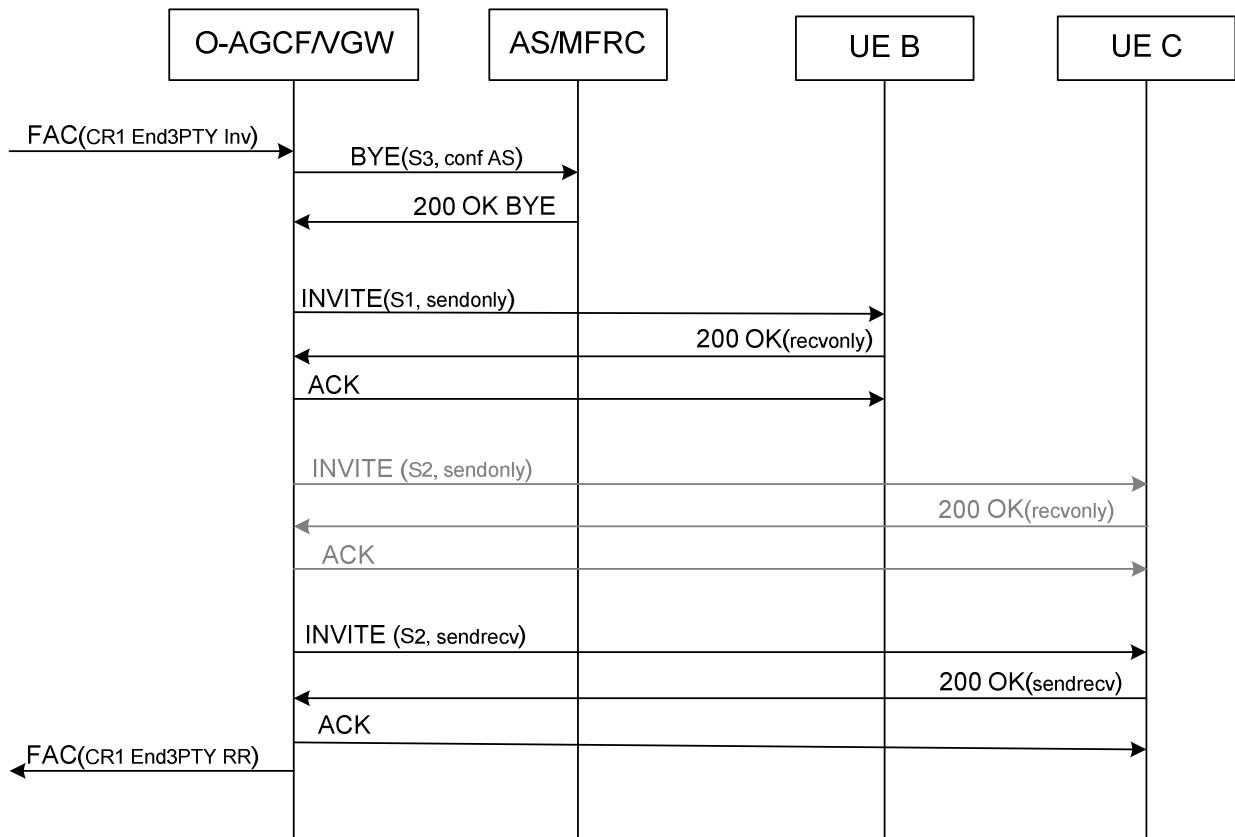 O-AGCF/VGW
AS/MFRC
UE B
UE C
FAC(CR1 End3PTY Inv)
BYE(S3, conf AS)
200 OK BYE
INVITE(S1, sendonly)
200 OK(recvonly)
ACK
INVITE (S2, sendonly)
200 OK(recvonly)
ACK
INVITE (S2, sendrecv)
200 OK(sendrecv)
ACK
FAC(CR1 End3PTY RR)